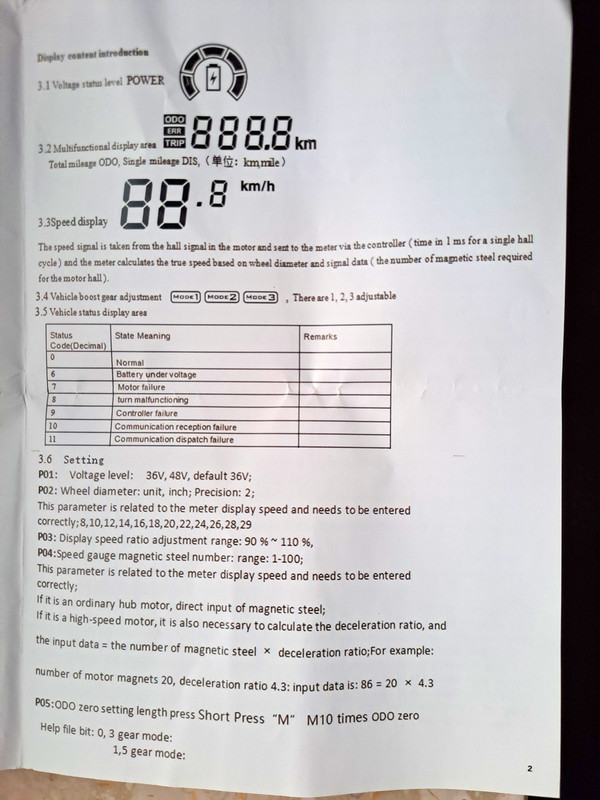 Display content introduction
3.1 Voltage status level POWER
ODO
ERR
TRIP
888.8 km
3.2 Multifunctional display area
Total mileage ODO, Single mileage DIS, (单位: km,mile)
88.8 km/h
3.3Speed display
The speed signal is taken from the hall signal in the motor and sent to the meter via the controller (time in 1 ms for a single hall
cycle) and the meter calculates the true speed based on wheel diameter and signal data (the number of magnetic steel required
for the motor hall).
3.4 Vehicle boost gear adjustment MODE 1 MODE 2 MODE 3 , There are 1, 2, 3 adjustable
3.5 Vehicle status display area
Status Code(Decimal) State Meaning Remarks
0 Normal
6 Battery under voltage
7 Motor failure
8 turn malfunctioning
9 Controller failure
10 Communication reception failure
11 Communication dispatch failure
3.6 Setting
P01: Voltage level: 36V, 48V, default 36V;
P02: Wheel diameter: unit, inch; Precision: 2;
This parameter is related to the meter display speed and needs to be entered
correctly;8,10,12,14,16,18,20,22,24,26,28,29
P03: Display speed ratio adjustment range: 90 % ~ 110 %,
P04:Speed gauge magnetic steel number: range: 1-100;
This parameter is related to the meter display speed and needs to be entered
correctly;
If it is an ordinary hub motor, direct input of magnetic steel;
If it is a high-speed motor, it is also necessary to calculate the deceleration ratio, and
the input data = the number of magnetic steel × deceleration ratio;For example:
number of motor magnets 20, deceleration ratio 4.3: input data is: 86 = 20 × 4.3
P05:ODO zero setting length press Short Press "M" M10 times ODO zero
Help file bit: 0, 3 gear mode:
1,5 gear mode:
2